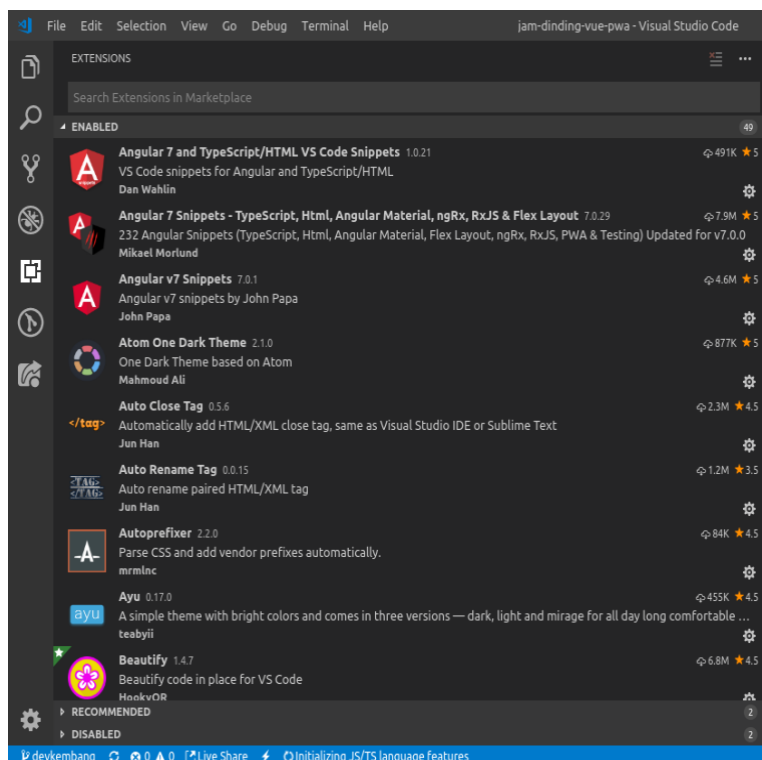 File Edit Selection View Go Debug Terminal Help jam-dinding-vue-pwa - Visual Studio Code
EXTENSIONS
Search Extensions in Marketplace
ENABLED 49
Angular 7 and TypeScript/HTML VS Code Snippets 1.0.21 491K ★5
VS Code snippets for Angular and TypeScript/HTML
Dan Wahlin
Angular 7 Snippets - TypeScript, Html, Angular Material, ngRx, RxJS & Flex Layout 7.0.29 7.9M ★5
232 Angular Snippets (TypeScript, Html, Angular Material, Flex Layout, ngRx, RxJS, PWA & Testing) Updated for v7.0.0
Mikael Morlund
Angular v7 Snippets 7.0.1 4.6M ★5
Angular v7 snippets by John Papa
John Papa
Atom One Dark Theme 2.1.0 877K ★5
One Dark Theme based on Atom
Mahmoud Ali
Auto Close Tag 0.5.6 2.3M ★4.5
</tag>
Automatically add HTML/XML close tag, same as Visual Studio IDE or Sublime Text
Jun Han
Auto Rename Tag 0.0.15 1.2M ★3.5
<TAG>
</TAG>
Auto rename paired HTML/XML tag
Jun Han
Autoprefixer 2.2.0 84K ★4.5
Parse CSS and add vendor prefixes automatically.
mrmlnc
Ayu 0.17.0 455K ★4.5
ayu
A simple theme with bright colors and comes in three versions — dark, light and mirage for all day long comfortable ...
teabyii
Beautify 1.4.7 6.8M ★4.5
Beautify code in place for VS Code
HookyQR
RECOMMENDED 2
DISABLED 2
devkembang 0 0 Live Share Initializing JS/TS language features